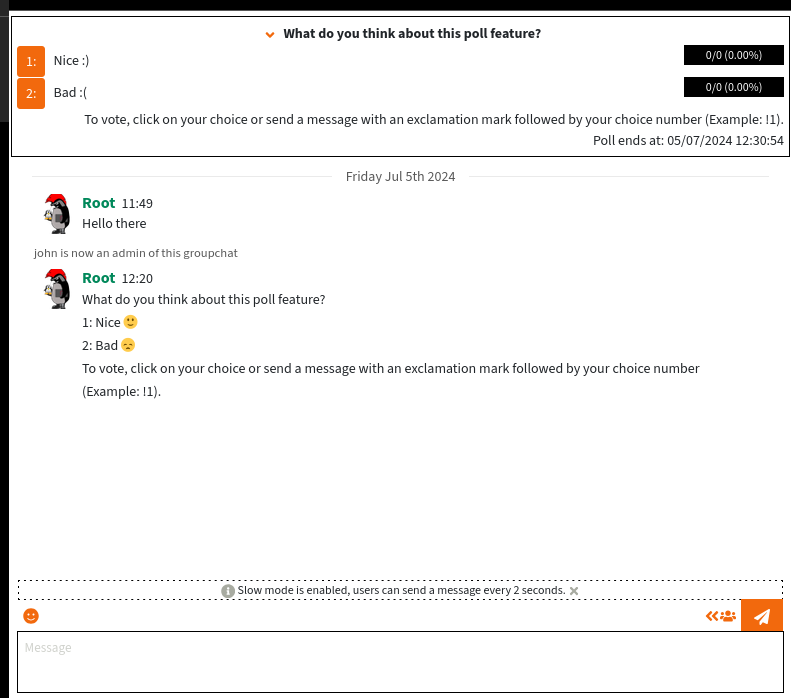 What do you think about this poll feature?
1: Nice :) 0/0 (0.00%)
2: Bad :( 0/0 (0.00%)
To vote, click on your choice or send a message with an exclamation mark followed by your choice number (Example: !1).
Poll ends at: 05/07/2024 12:30:54
Friday Jul 5th 2024
Root 11:49
Hello there
john is now an admin of this groupchat
Root 12:20
What do you think about this poll feature?
1: Nice 🙂
2: Bad 😞
To vote, click on your choice or send a message with an exclamation mark followed by your choice number
(Example: !1).
Slow mode is enabled, users can send a message every 2 seconds.
Message